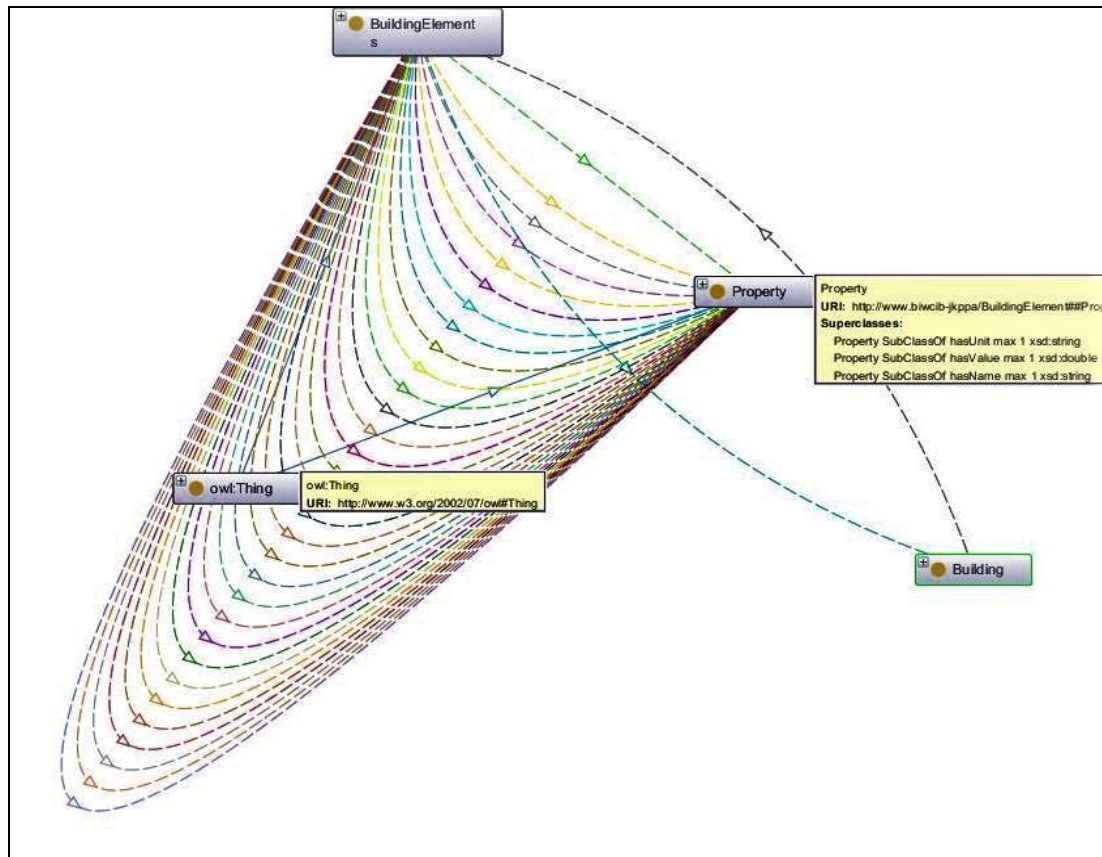 BuildingElement
s
Property
Property
URI: http://www.biwcib-jkppa/BuildingElement##Pro
Superclasses:
Property SubClassOf hasUnit max 1 xsd:string
Property SubClassOf hasValue max 1 xsd:double
Property SubClassOf hasName max 1 xsd:string
owl:Thing
owl:Thing
URI: http://www.w3.org/2002/07/owl#Thing
Building